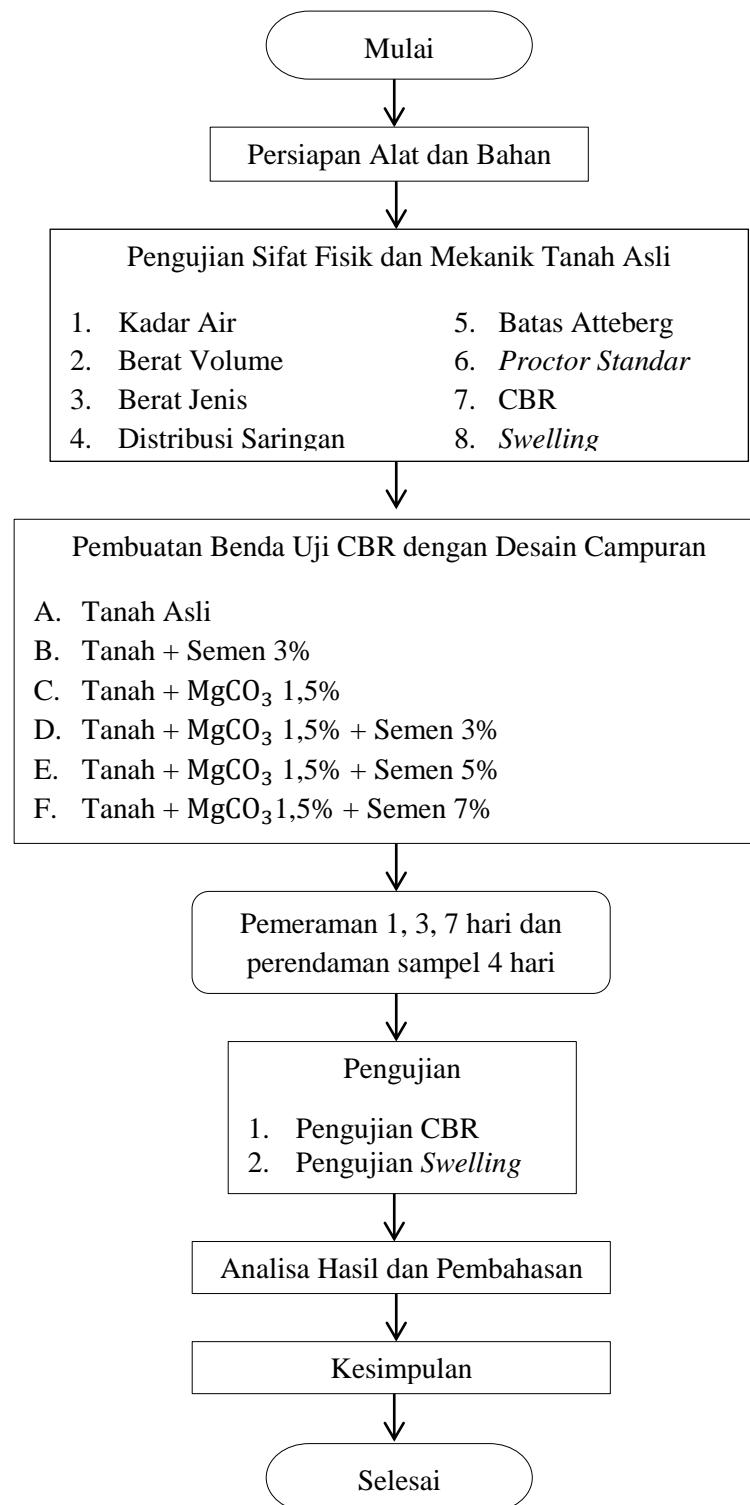 Mulai
Persiapan Alat dan Bahan
Pengujian Sifat Fisik dan Mekanik Tanah Asli
1. Kadar Air
2. Berat Volume
3. Berat Jenis
4. Distribusi Saringan
5. Batas Atteberg
6. Proctor Standar
7. CBR
8. Swelling
Pembuatan Benda Uji CBR dengan Desain Campuran
A. Tanah Asli
B. Tanah + Semen 3%
C. Tanah + MgCO₃ 1,5%
D. Tanah + MgCO₃ 1,5% + Semen 3%
E. Tanah + MgCO₃ 1,5% + Semen 5%
F. Tanah + MgCO₃1,5% + Semen 7%
Pemeraman 1, 3, 7 hari dan
perendaman sampel 4 hari
Pengujian
1. Pengujian CBR
2. Pengujian Swelling
Analisa Hasil dan Pembahasan
Kesimpulan
Selesai